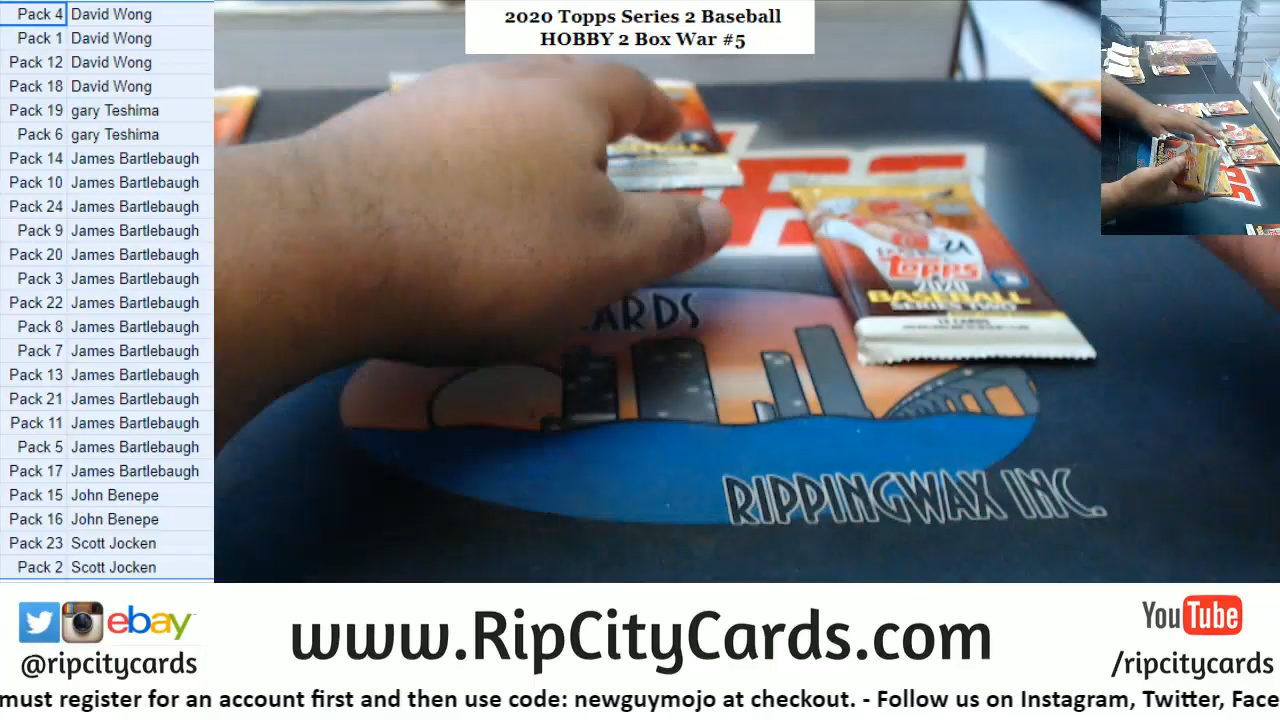 Pack 4 David Wong
Pack 1 David Wong
Pack 12 David Wong
Pack 18 David Wong
Pack 19 gary Teshima
Pack 6 gary Teshima
Pack 14 James Bartlebaugh
Pack 10 James Bartlebaugh
Pack 24 James Bartlebaugh
Pack 9 James Bartlebaugh
Pack 20 James Bartlebaugh
Pack 3 James Bartlebaugh
Pack 22 James Bartlebaugh
Pack 8 James Bartlebaugh
Pack 7 James Bartlebaugh
Pack 13 James Bartlebaugh
Pack 21 James Bartlebaugh
Pack 11 James Bartlebaugh
Pack 5 James Bartlebaugh
Pack 17 James Bartlebaugh
Pack 15 John Benepe
Pack 16 John Benepe
Pack 23 Scott Jocken
Pack 2 Scott Jocken
2020 Topps Series 2 Baseball
HOBBY 2 Box War #5
topps
2020
BASEBALL
SERIES TWO
ARDS
RIPPINGWAX INC.
ebay
@ripcitycards
www.RipCityCards.com
YouTube
/ripcitycards
must register for an account first and then use code: newguymojo at checkout. - Follow us on Instagram, Twitter, Face